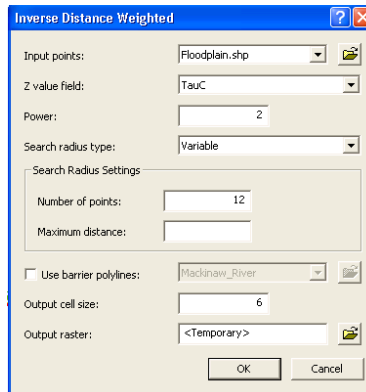 Inverse Distance Weighted
Input points: Floodplain.shp
Z value field: TauC
Power: 2
Search radius type: Variable
Search Radius Settings
Number of points: 12
Maximum distance:
Use barrier polylines: Mackinaw_River
Output cell size: 6
Output raster: <Temporary>
OK Cancel